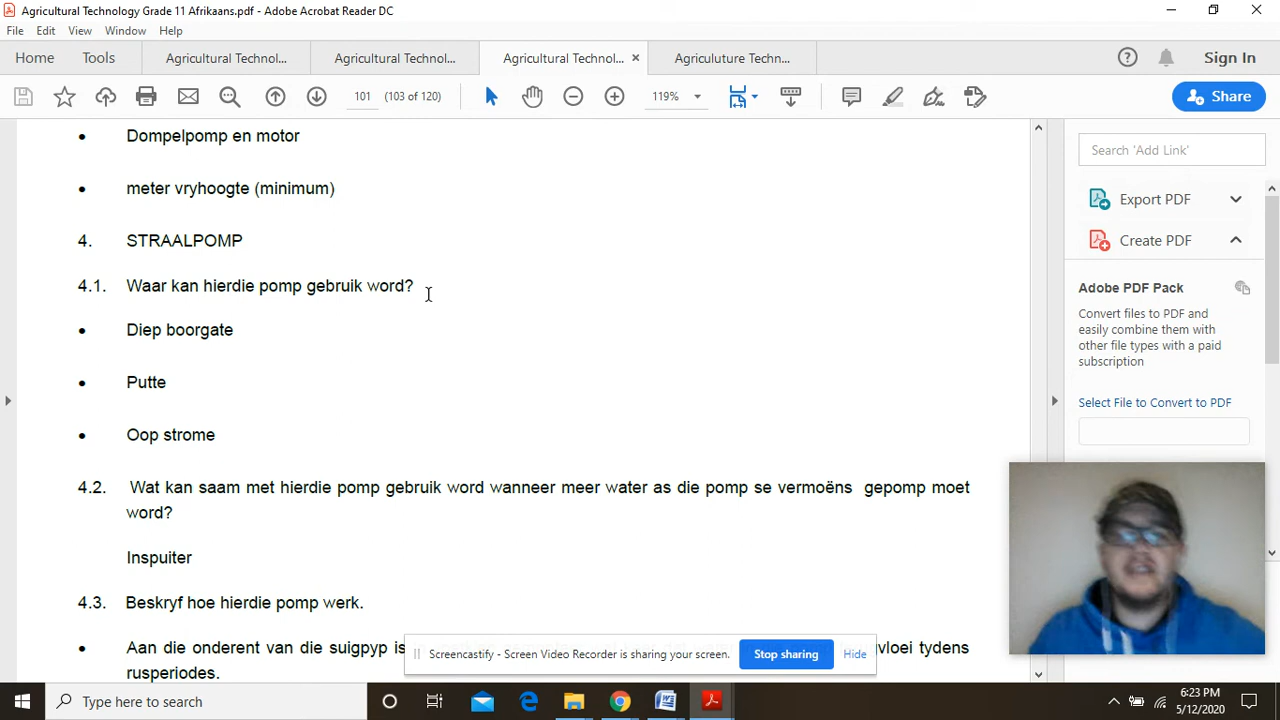 Agricultural Technology Grade 11 Afrikaans.pdf - Adobe Acrobat Reader DC
File Edit View Window Help
Home Tools Agricultural Technol... Agricultural Technol... Agricultural Technol... × Agriculuture Techn... Sign In
101 (103 of 120) 119% Share
• Dompelpomp en motor
• meter vryhoogte (minimum)
4. STRAALPOMP
4.1. Waar kan hierdie pomp gebruik word?
• Diep boorgate
• Putte
• Oop strome
4.2. Wat kan saam met hierdie pomp gebruik word wanneer meer water as die pomp se vermoëns gepomp moet
word?
Inspuiter
4.3. Beskryf hoe hierdie pomp werk.
• Aan die onderent van die suigpyp is vloei tydens
rusperiodes.
Search 'Add Link'
Export PDF
Create PDF
Adobe PDF Pack
Convert files to PDF and
easily combine them with
other file types with a paid
subscription
Select File to Convert to PDF
Screencastify - Screen Video Recorder is sharing your screen. Stop sharing Hide
Type here to search
6:23 PM
5/12/2020